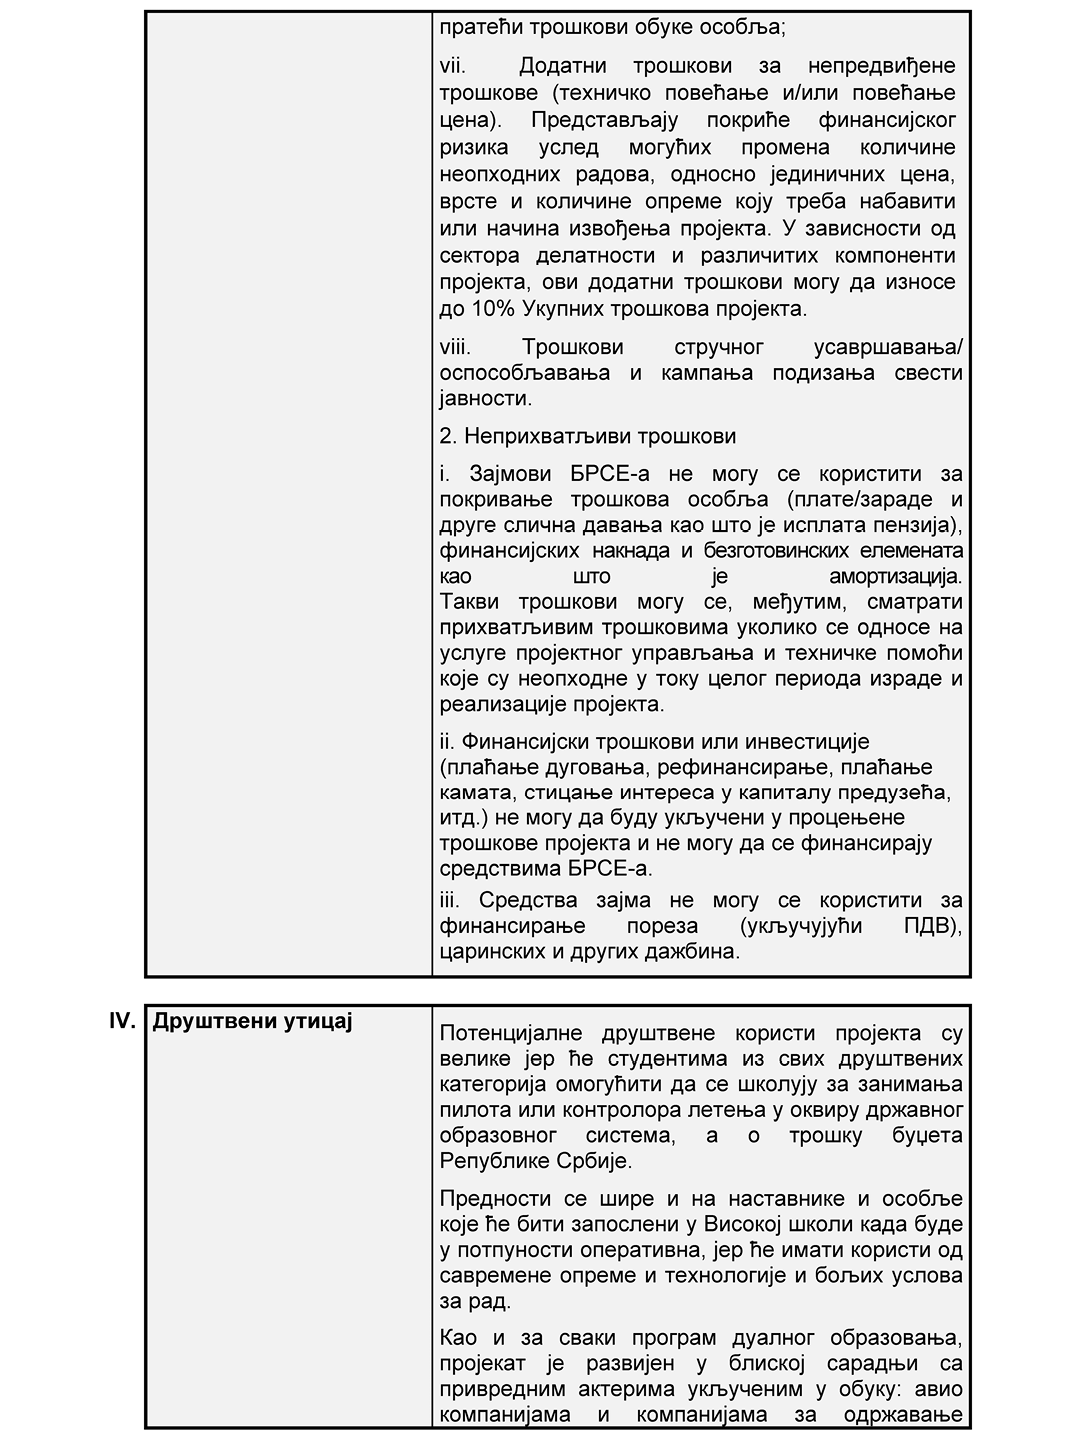 пратећи трошкови обуке особља;
vii. Додатни трошкови за непредвиђене
трошкове (техничко повећање и/или повећање
цена). Представљају покриће финансијског
ризика услед могућих промена количине
неопходних радова, односно јединичних цена,
врсте и количине опреме коју треба набавити
или начина извођења пројекта. У зависности од
сектора делатности и различитих компоненти
пројекта, ови додатни трошкови могу да износе
до 10% Укупних трошкова пројекта.
viii. Трошкови стручног усавршавања/
оспособљавања и кампања подизања свести
јавности.
2. Неприхватљиви трошкови
i. Зајмови БРСЕ-а не могу се користити за
покривање трошкова особља (плате/зараде и
друге слична давања као што је исплата пензија),
финансијских накнада и безготовинских елемената
као што је амортизација.
Такви трошкови могу се, међутим, сматрати
прихватљивим трошковима уколико се односе на
услуге пројектног управљања и техничке помоћи
које су неопходне у току целог периода израде и
реализације пројекта.
ii. Финансијски трошкови или инвестиције
(плаћање дуговања, рефинансирање, плаћање
камата, стицање интереса у капиталу предузећа,
итд.) не могу да буду укључени у процењене
трошкове пројекта и не могу да се финансирају
средствима БРСЕ-а.
iii. Средства зајма не могу се користити за
финансирање пореза (укључујући ПДВ),
царинских и других дажбина.
IV. Друштвени утицај
Потенцијалне друштвене користи пројекта су
велике јер ће студентима из свих друштвених
категорија омогућити да се школују за занимања
пилота или контролора летења у оквиру државног
образовног система, а о трошку буџета
Републике Србије.
Предности се шире и на наставнике и особље
које ће бити запослени у Високој школи када буде
у потпуности оперативна, јер ће имати користи од
савремене опреме и технологије и бољих услова
за рад.
Као и за сваки програм дуалног образовања,
пројекат је развијен у блиској сарадњи са
привредним актерима укљученим у обуку: авио
компанијама и компанијама за одржавање